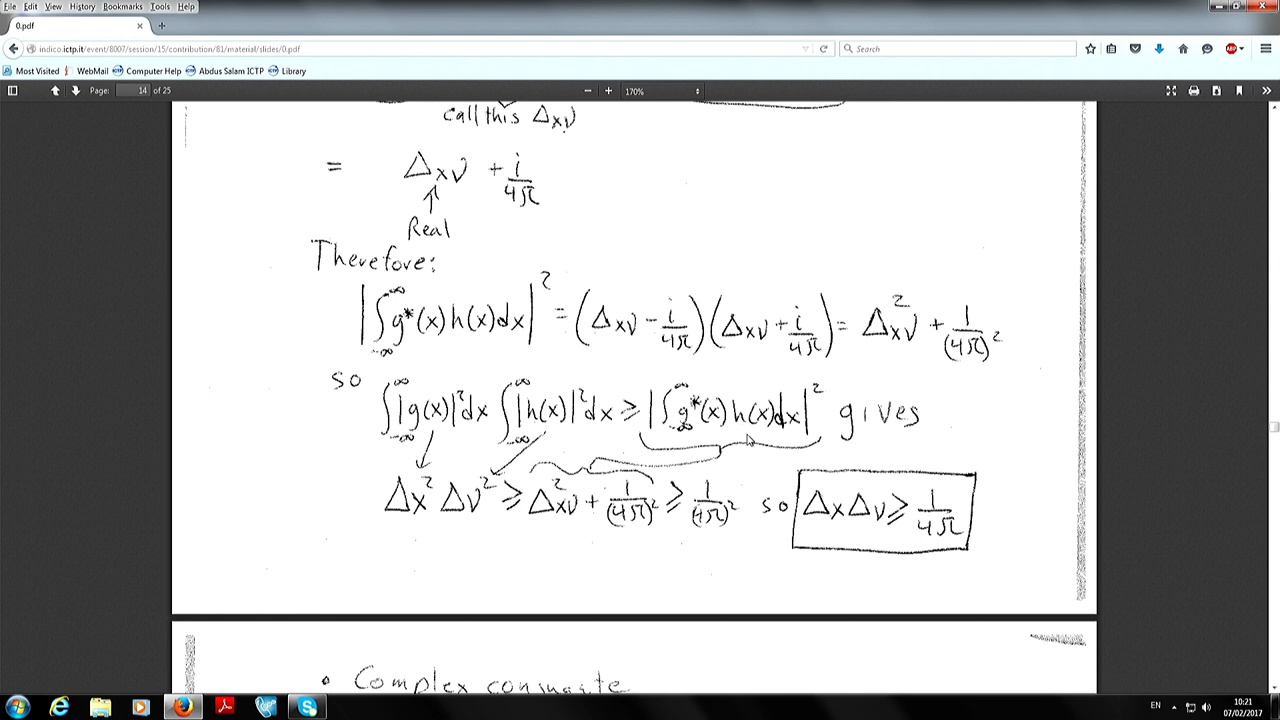 File Edit View History Bookmarks Tools Help
0.pdf × +
indico.ictp.it/event/8007/session/15/contribution/81/material/slides/0.pdf Search
Most Visited WebMail Computer Help Abdus Salam ICTP Library
Page: 14 of 25 − + 170%
call this Δxν
= Δxν + i/4π
↑
Real
Therefore:
|∫_{-∞}^{∞} g*(x)h(x)dx|² = (Δxν − i/4π)(Δxν + i/4π) = Δ²xν + 1/(4π)²
so
∫_{-∞}^{∞} |g(x)|²dx ∫_{-∞}^{∞} |h(x)|²dx ≥ |∫_{-∞}^{∞} g*(x)h(x)dx|² gives
Δx² Δν² ≥ Δ²xν + 1/(4π)² ≥ 1/(4π)² so ΔxΔν ≥ 1/4π
• Complex conjugate
EN 10:21
07/02/2017